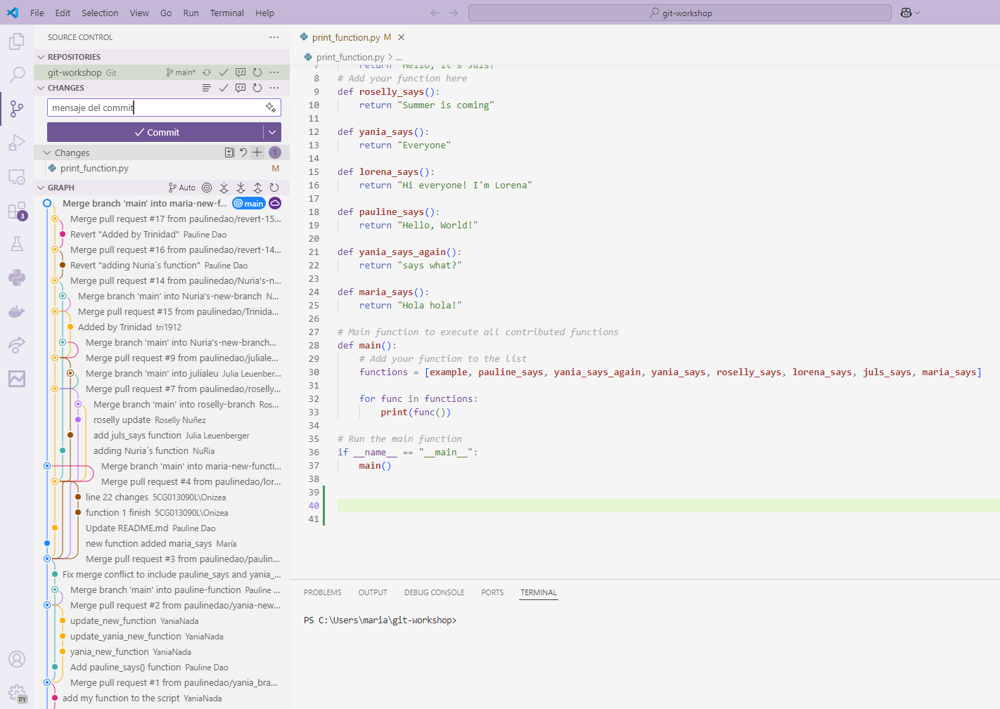 File Edit Selection View Go Run Terminal Help
git-workshop
SOURCE CONTROL
REPOSITORIES
git-workshop Git main*
CHANGES
mensaje del commit
Commit
Changes 1
print_function.py M
GRAPH Auto
Merge branch 'main' into maria-new-f... main
Merge pull request #17 from paulinedao/revert-15...
Revert "Added by Trinidad" Pauline Dao
Merge pull request #16 from paulinedao/revert-14...
Revert "adding Nuria´s function" Pauline Dao
Merge pull request #14 from paulinedao/Nuria's-n...
Merge branch 'main' into Nuria's-new-branch N...
Merge pull request #15 from paulinedao/Trinida...
Added by Trinidad tri1912
Merge branch 'main' into Nuria's-new-branch...
Merge pull request #9 from paulinedao/juliale...
Merge branch 'main' into julialeu Julia Leuenber...
Merge pull request #7 from paulinedao/roselly...
Merge branch 'main' into roselly-branch Ros...
roselly update Roselly Nuñez
add juls_says function Julia Leuenberger
adding Nuria´s function NuRia
Merge branch 'main' into maria-new-functi...
Merge pull request #4 from paulinedao/lor...
line 22 changes 5CG013090L\Onizea
function 1 finish 5CG013090L\Onizea
Update README.md Pauline Dao
new function added maria_says María
Merge pull request #3 from paulinedao/paulin...
Fix merge conflict to include pauline_says and yania_...
Merge branch 'main' into pauline-function Pauline ...
Merge pull request #2 from paulinedao/yania-new...
update_new_function YaniaNada
update_yania_new_function YaniaNada
yania_new_function YaniaNada
Add pauline_says() function Pauline Dao
Merge pull request #1 from paulinedao/yania_bra...
add my function to the script YaniaNada
3
PY
print_function.py M
print_function.py > ...
7 return "Hello, it's Juls!"
8 # Add your function here
9 def roselly_says():
10 return "Summer is coming"
11
12 def yania_says():
13 return "Everyone"
14
15 def lorena_says():
16 return "Hi everyone! I'm Lorena"
17
18 def pauline_says():
19 return "Hello, World!"
20
21 def yania_says_again():
22 return "says what?"
23
24 def maria_says():
25 return "Hola hola!"
26
27 # Main function to execute all contributed functions
28 def main():
29 # Add your function to the list
30 functions = [example, pauline_says, yania_says_again, yania_says, roselly_says, lorena_says, juls_says, maria_says]
31
32 for func in functions:
33 print(func())
34
35 # Run the main function
36 if __name__ == "__main__":
37 main()
38
39
40
41
PROBLEMS OUTPUT DEBUG CONSOLE PORTS TERMINAL
PS C:\Users\maria\git-workshop>